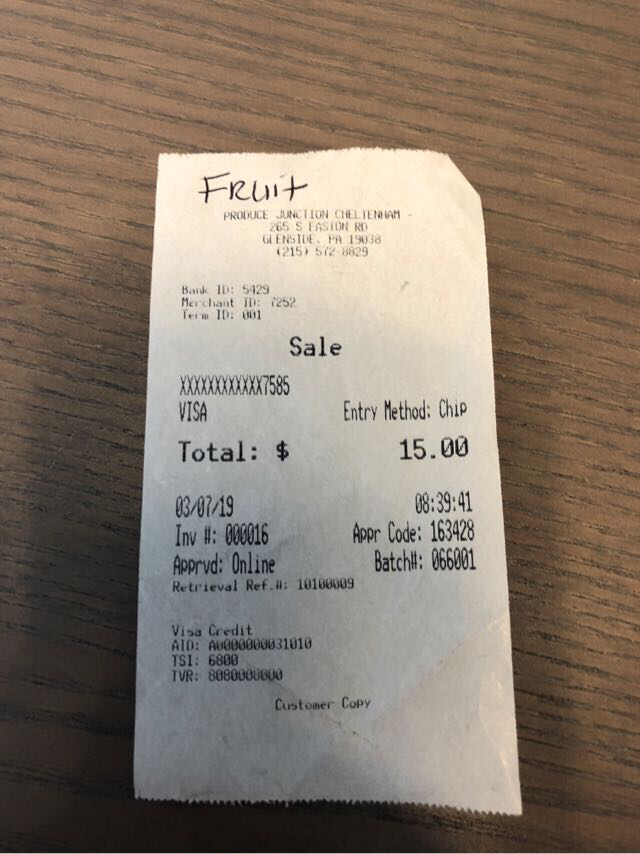 FRUIT
PRODUCE JUNCTION CHELTENHAM -
265 S EASTON RD
GLENSIDE, PA 19038
(215) 572-8829
Bank ID: 5429
Merchant ID: 7252
Term ID: 001
Sale
XXXXXXXXXXXX7585
VISA Entry Method: Chip
Total: $ 15.00
03/07/19 08:39:41
Inv #: 000016 Appr Code: 163428
Apprvd: Online Batch#: 066001
Retrieval Ref.#: 10100009
Visa Credit
AID: A0000000031010
TSI: 6800
TVR: 8080008000
Customer Copy